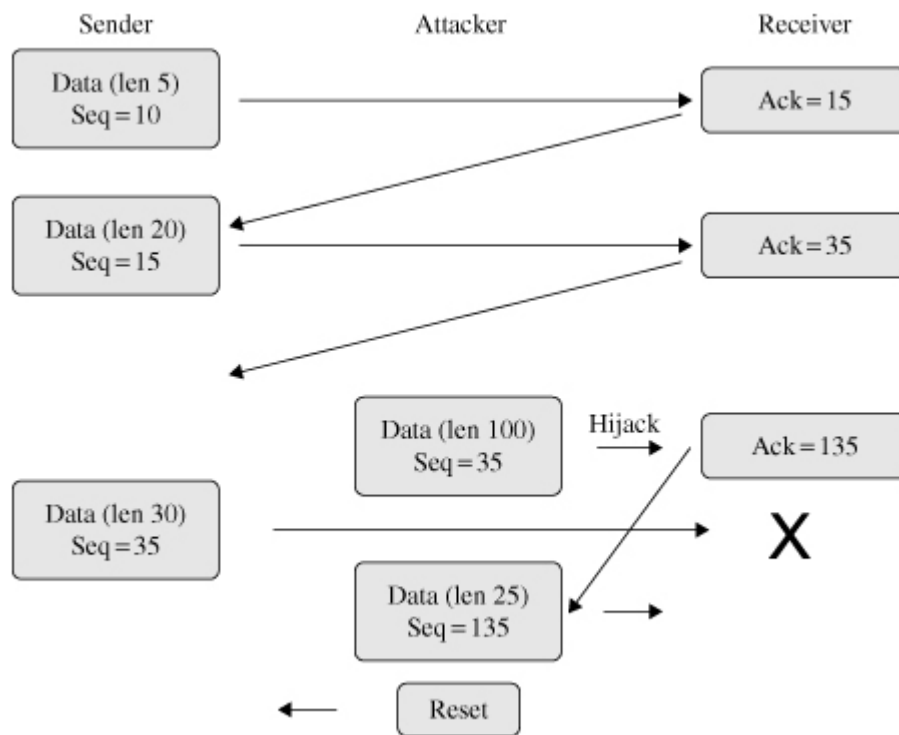 Sender
Attacker
Receiver
Data (len 5)
Seq = 10
Ack = 15
Data (len 20)
Seq = 15
Ack = 35
Data (len 100)
Seq = 35
Hijack
Ack = 135
Data (len 30)
Seq = 35
X
Data (len 25)
Seq = 135
Reset